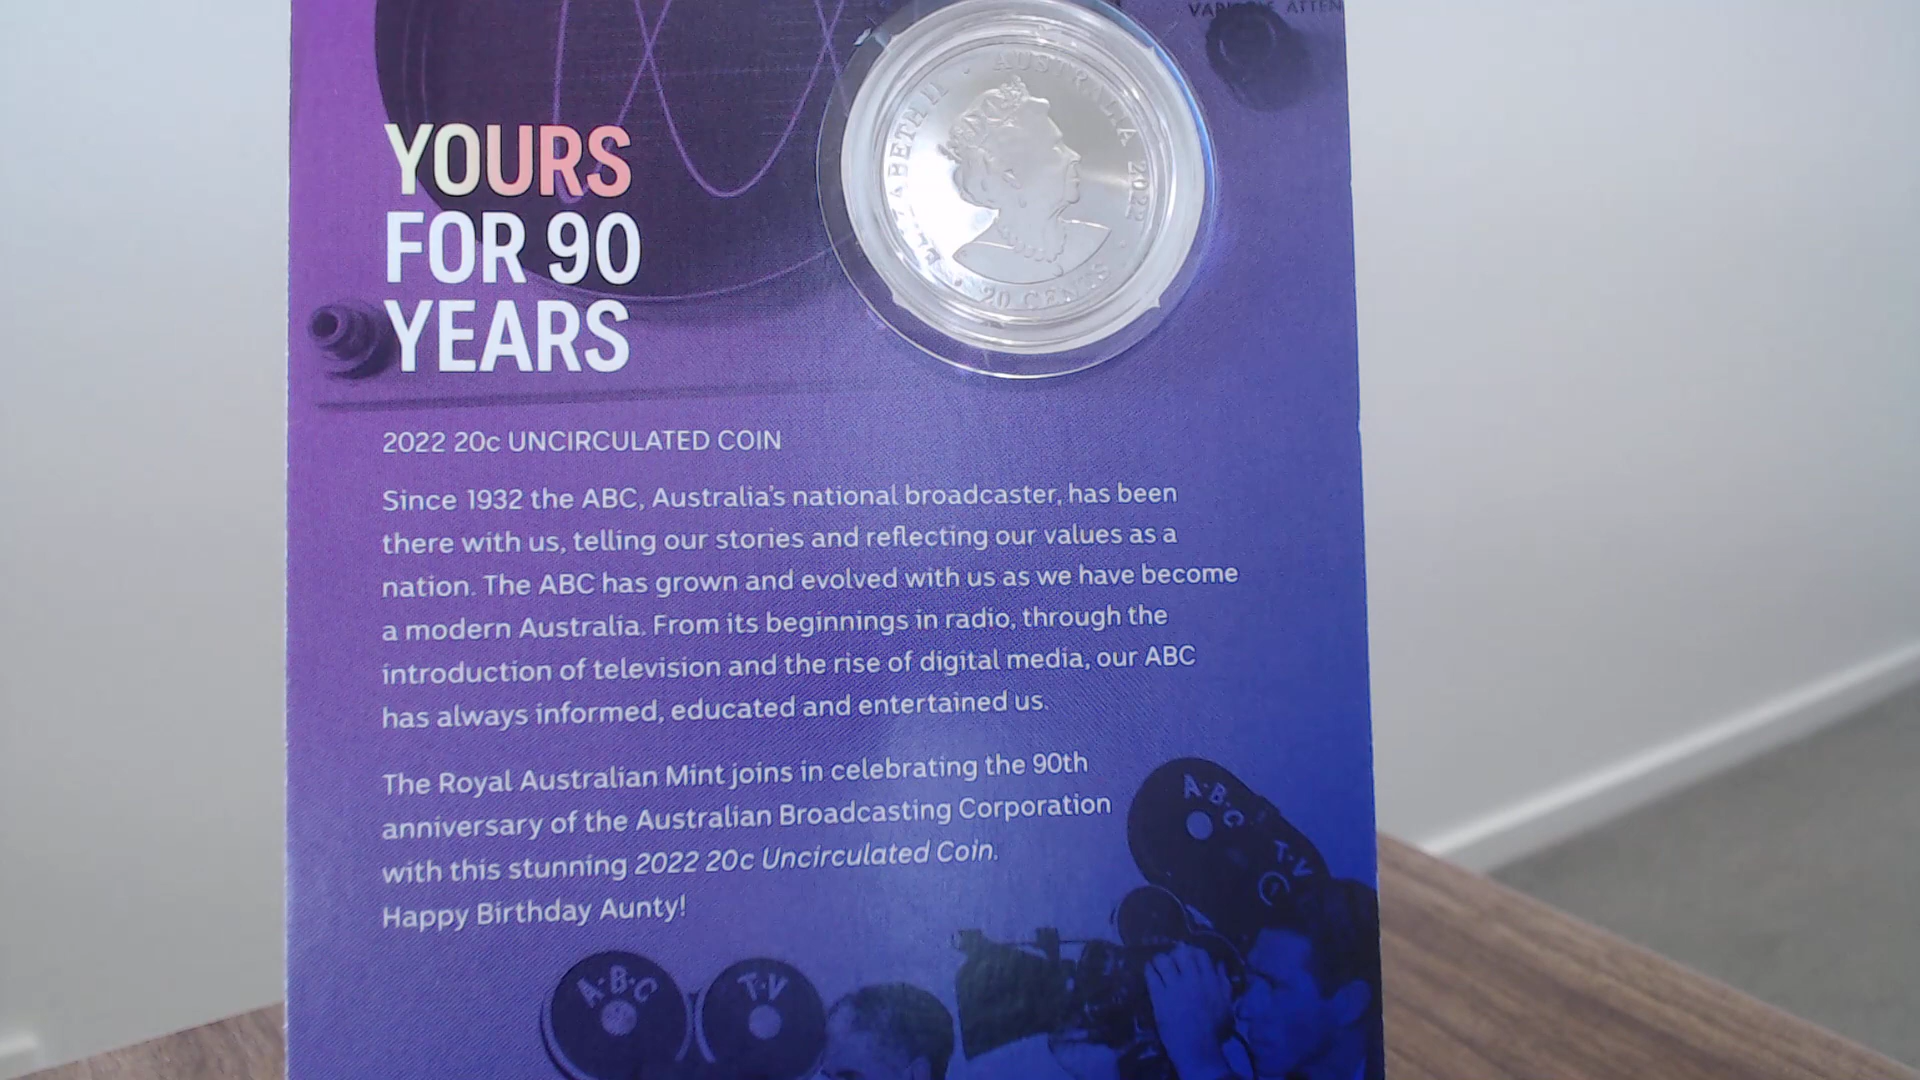 VARIABLE ATTEN
ELIZABETH II · AUSTRALIA 2022 ·
20 CENTS
YOURS
FOR 90
YEARS
2022 20c UNCIRCULATED COIN
Since 1932 the ABC, Australia's national broadcaster, has been
there with us, telling our stories and reflecting our values as a
nation. The ABC has grown and evolved with us as we have become
a modern Australia. From its beginnings in radio, through the
introduction of television and the rise of digital media, our ABC
has always informed, educated and entertained us.
The Royal Australian Mint joins in celebrating the 90th
anniversary of the Australian Broadcasting Corporation
with this stunning 2022 20c Uncirculated Coin.
Happy Birthday Aunty!
A·B·C
T·V
A·B·C
T·V